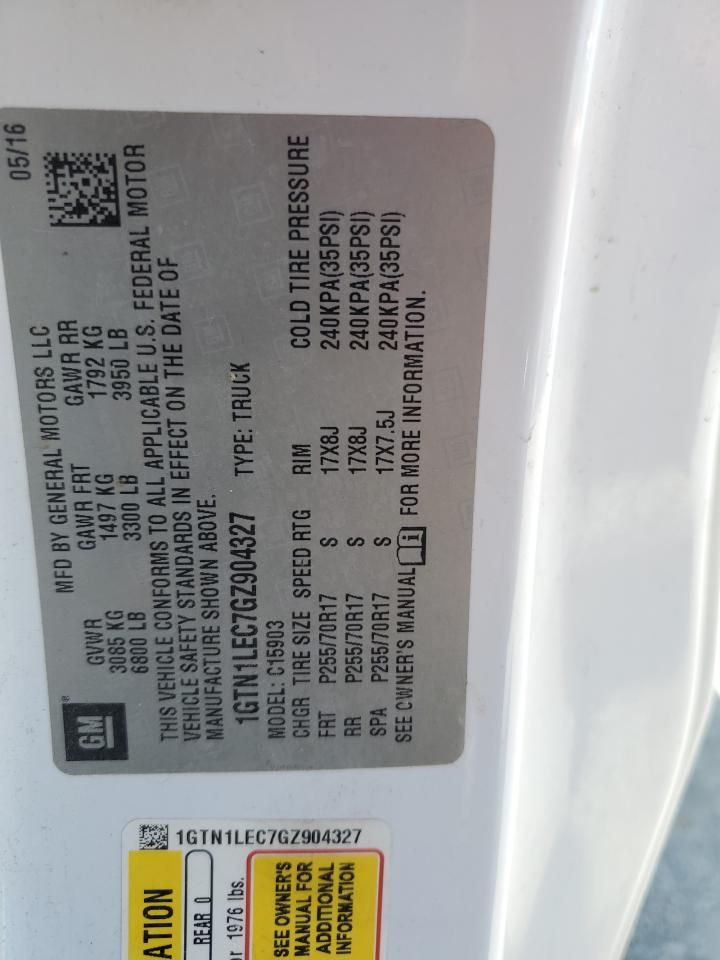 05/16
MFD BY GENERAL MOTORS LLC
GVWR GAWR FRT GAWR RR
3085 KG 1497 KG 1792 KG
6800 LB 3300 LB 3950 LB
THIS VEHICLE CONFORMS TO ALL APPLICABLE U.S. FEDERAL MOTOR
VEHICLE SAFETY STANDARDS IN EFFECT ON THE DATE OF
MANUFACTURE SHOWN ABOVE.
1GTN1LEC7GZ904327 TYPE: TRUCK
MODEL: C15903
CHGR TIRE SIZE SPEED RTG RIM COLD TIRE PRESSURE
FRT P255/70R17 S 17X8J 240KPA(35PSI)
RR P255/70R17 S 17X8J 240KPA(35PSI)
SPA P255/70R17 S 17X7.5J 240KPA(35PSI)
SEE OWNER'S MANUAL FOR MORE INFORMATION.
GM®
1GTN1LEC7GZ904327
ATION
REAR 0
or 1976 lbs.
SEE OWNER'S
MANUAL FOR
ADDITIONAL
INFORMATION